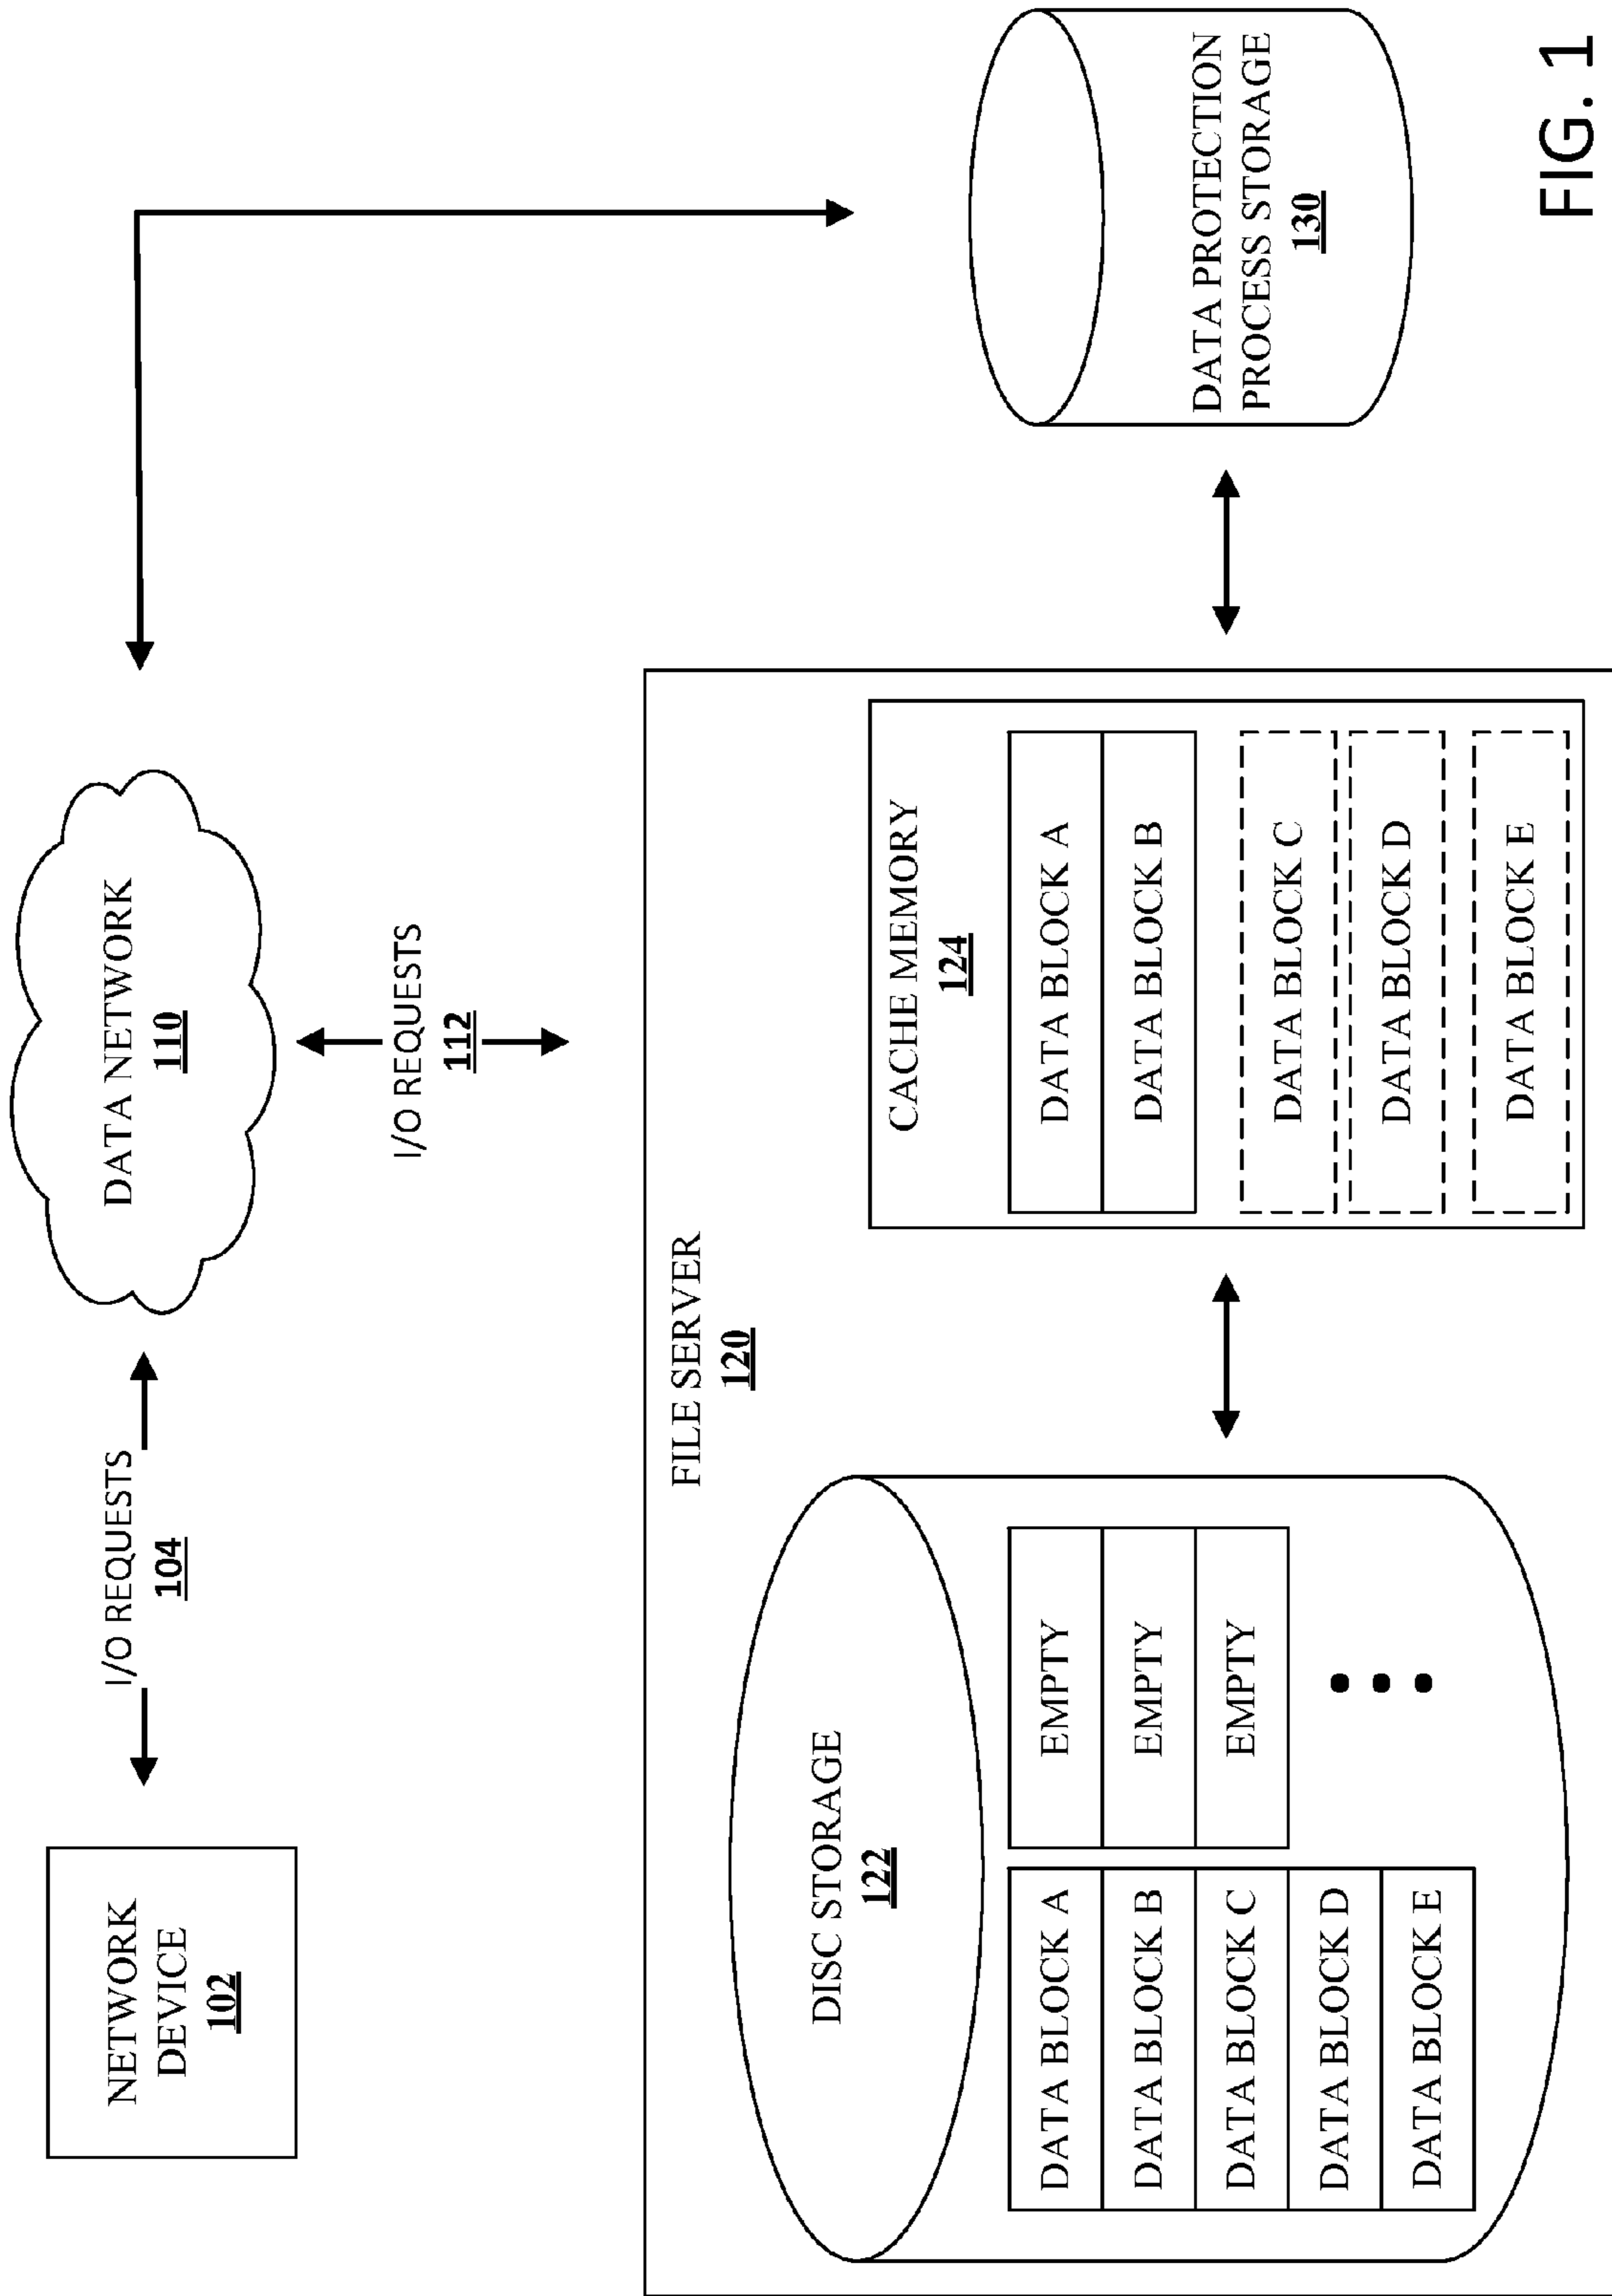 NETWORK
DEVICE
102
I/O REQUESTS
104
DATA NETWORK
110
I/O REQUESTS
112
FILE SERVER
120
DISC STORAGE
122
DATA BLOCK A
DATA BLOCK B
DATA BLOCK C
DATA BLOCK D
DATA BLOCK E
EMPTY
EMPTY
EMPTY
CACHE MEMORY
124
DATA BLOCK A
DATA BLOCK B
DATA BLOCK C
DATA BLOCK D
DATA BLOCK E
DATA PROTECTION
PROCESS STORAGE
130
FIG. 1